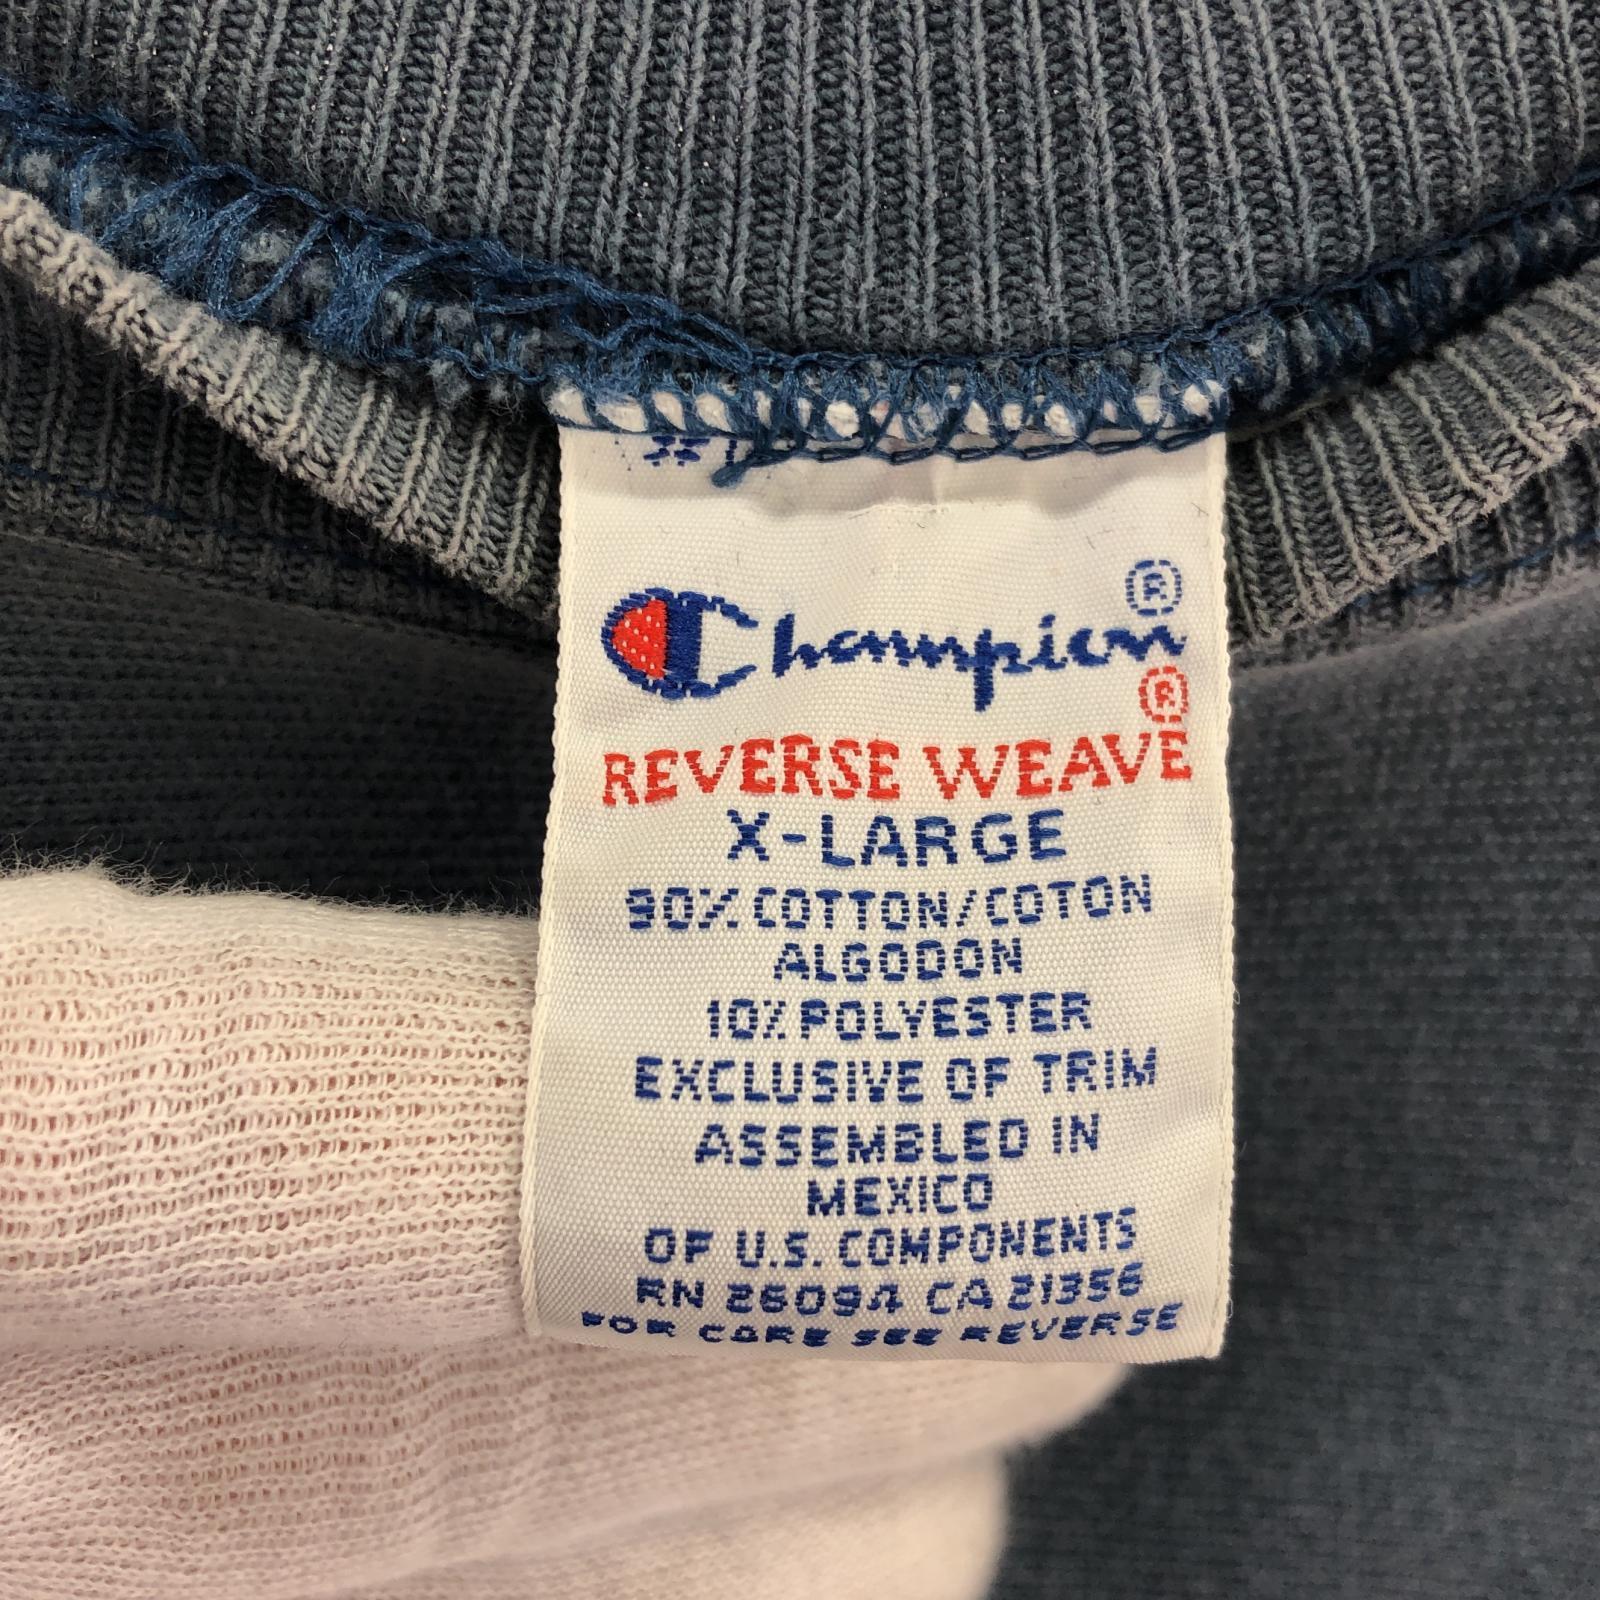 Champion®
REVERSE WEAVE®
X-LARGE
90% COTTON/COTON
ALGODON
10% POLYESTER
EXCLUSIVE OF TRIM
ASSEMBLED IN
MEXICO
OF U.S. COMPONENTS
RN 26094 CA 21356
FOR CARE SEE REVERSE